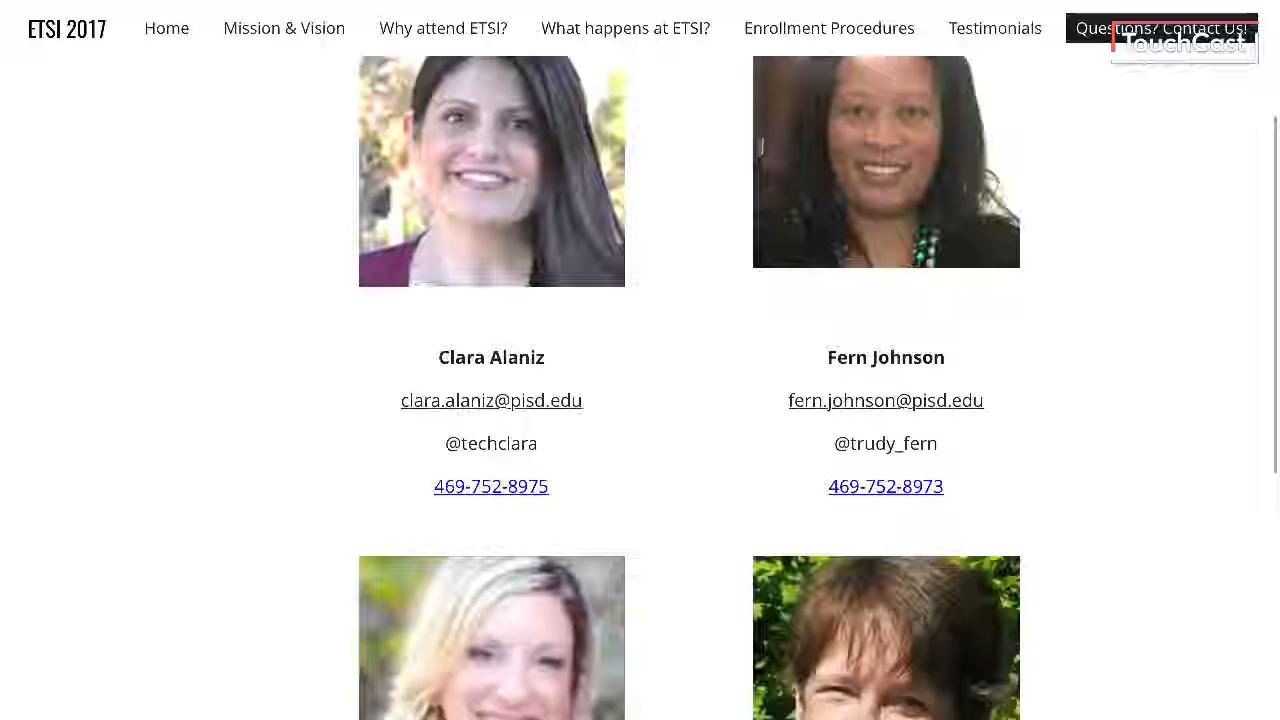 ETSI 2017 Home Mission & Vision Why attend ETSI? What happens at ETSI? Enrollment Procedures Testimonials Questions? Contact Us!
TouchCast
Clara Alaniz Fern Johnson
clara.alaniz@pisd.edu fern.johnson@pisd.edu
@techclara @trudy_fern
469-752-8975 469-752-8973